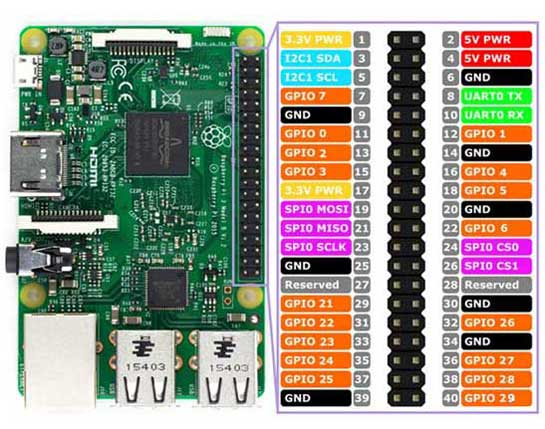 DISPLAY
HDMI
15403
15403
3.3V PWR 1 2 5V PWR
I2C1 SDA 3 4 5V PWR
I2C1 SCL 5 6 GND
GPIO 7 7 8 UART0 TX
GND 9 10 UART0 RX
GPIO 0 11 12 GPIO 1
GPIO 2 13 14 GND
GPIO 3 15 16 GPIO 4
3.3V PWR 17 18 GPIO 5
SPI0 MOSI 19 20 GND
SPI0 MISO 21 22 GPIO 6
SPI0 SCLK 23 24 SPI0 CS0
GND 25 26 SPI0 CS1
Reserved 27 28 Reserved
GPIO 21 29 30 GND
GPIO 22 31 32 GPIO 26
GPIO 23 33 34 GND
GPIO 24 35 36 GPIO 27
GPIO 25 37 38 GPIO 28
GND 39 40 GPIO 29